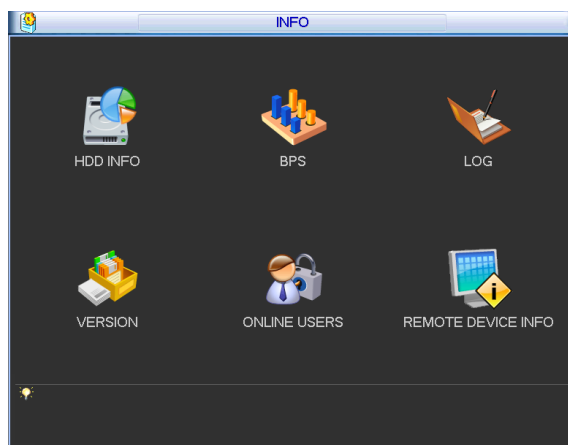 INFO
HDD INFO
BPS
LOG
VERSION
ONLINE USERS
REMOTE DEVICE INFO